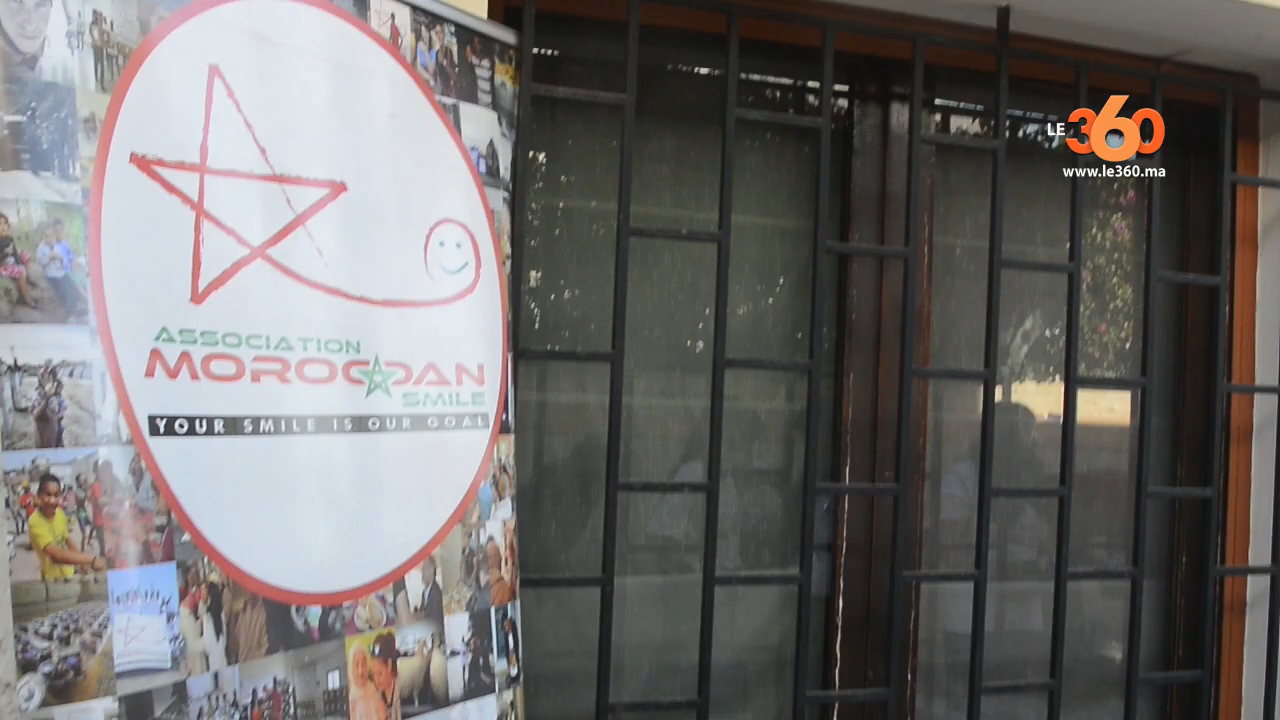 ASSOCIATION
MOROCCAN
SMILE
YOUR SMILE IS OUR GOAL
LE 360
www.le360.ma